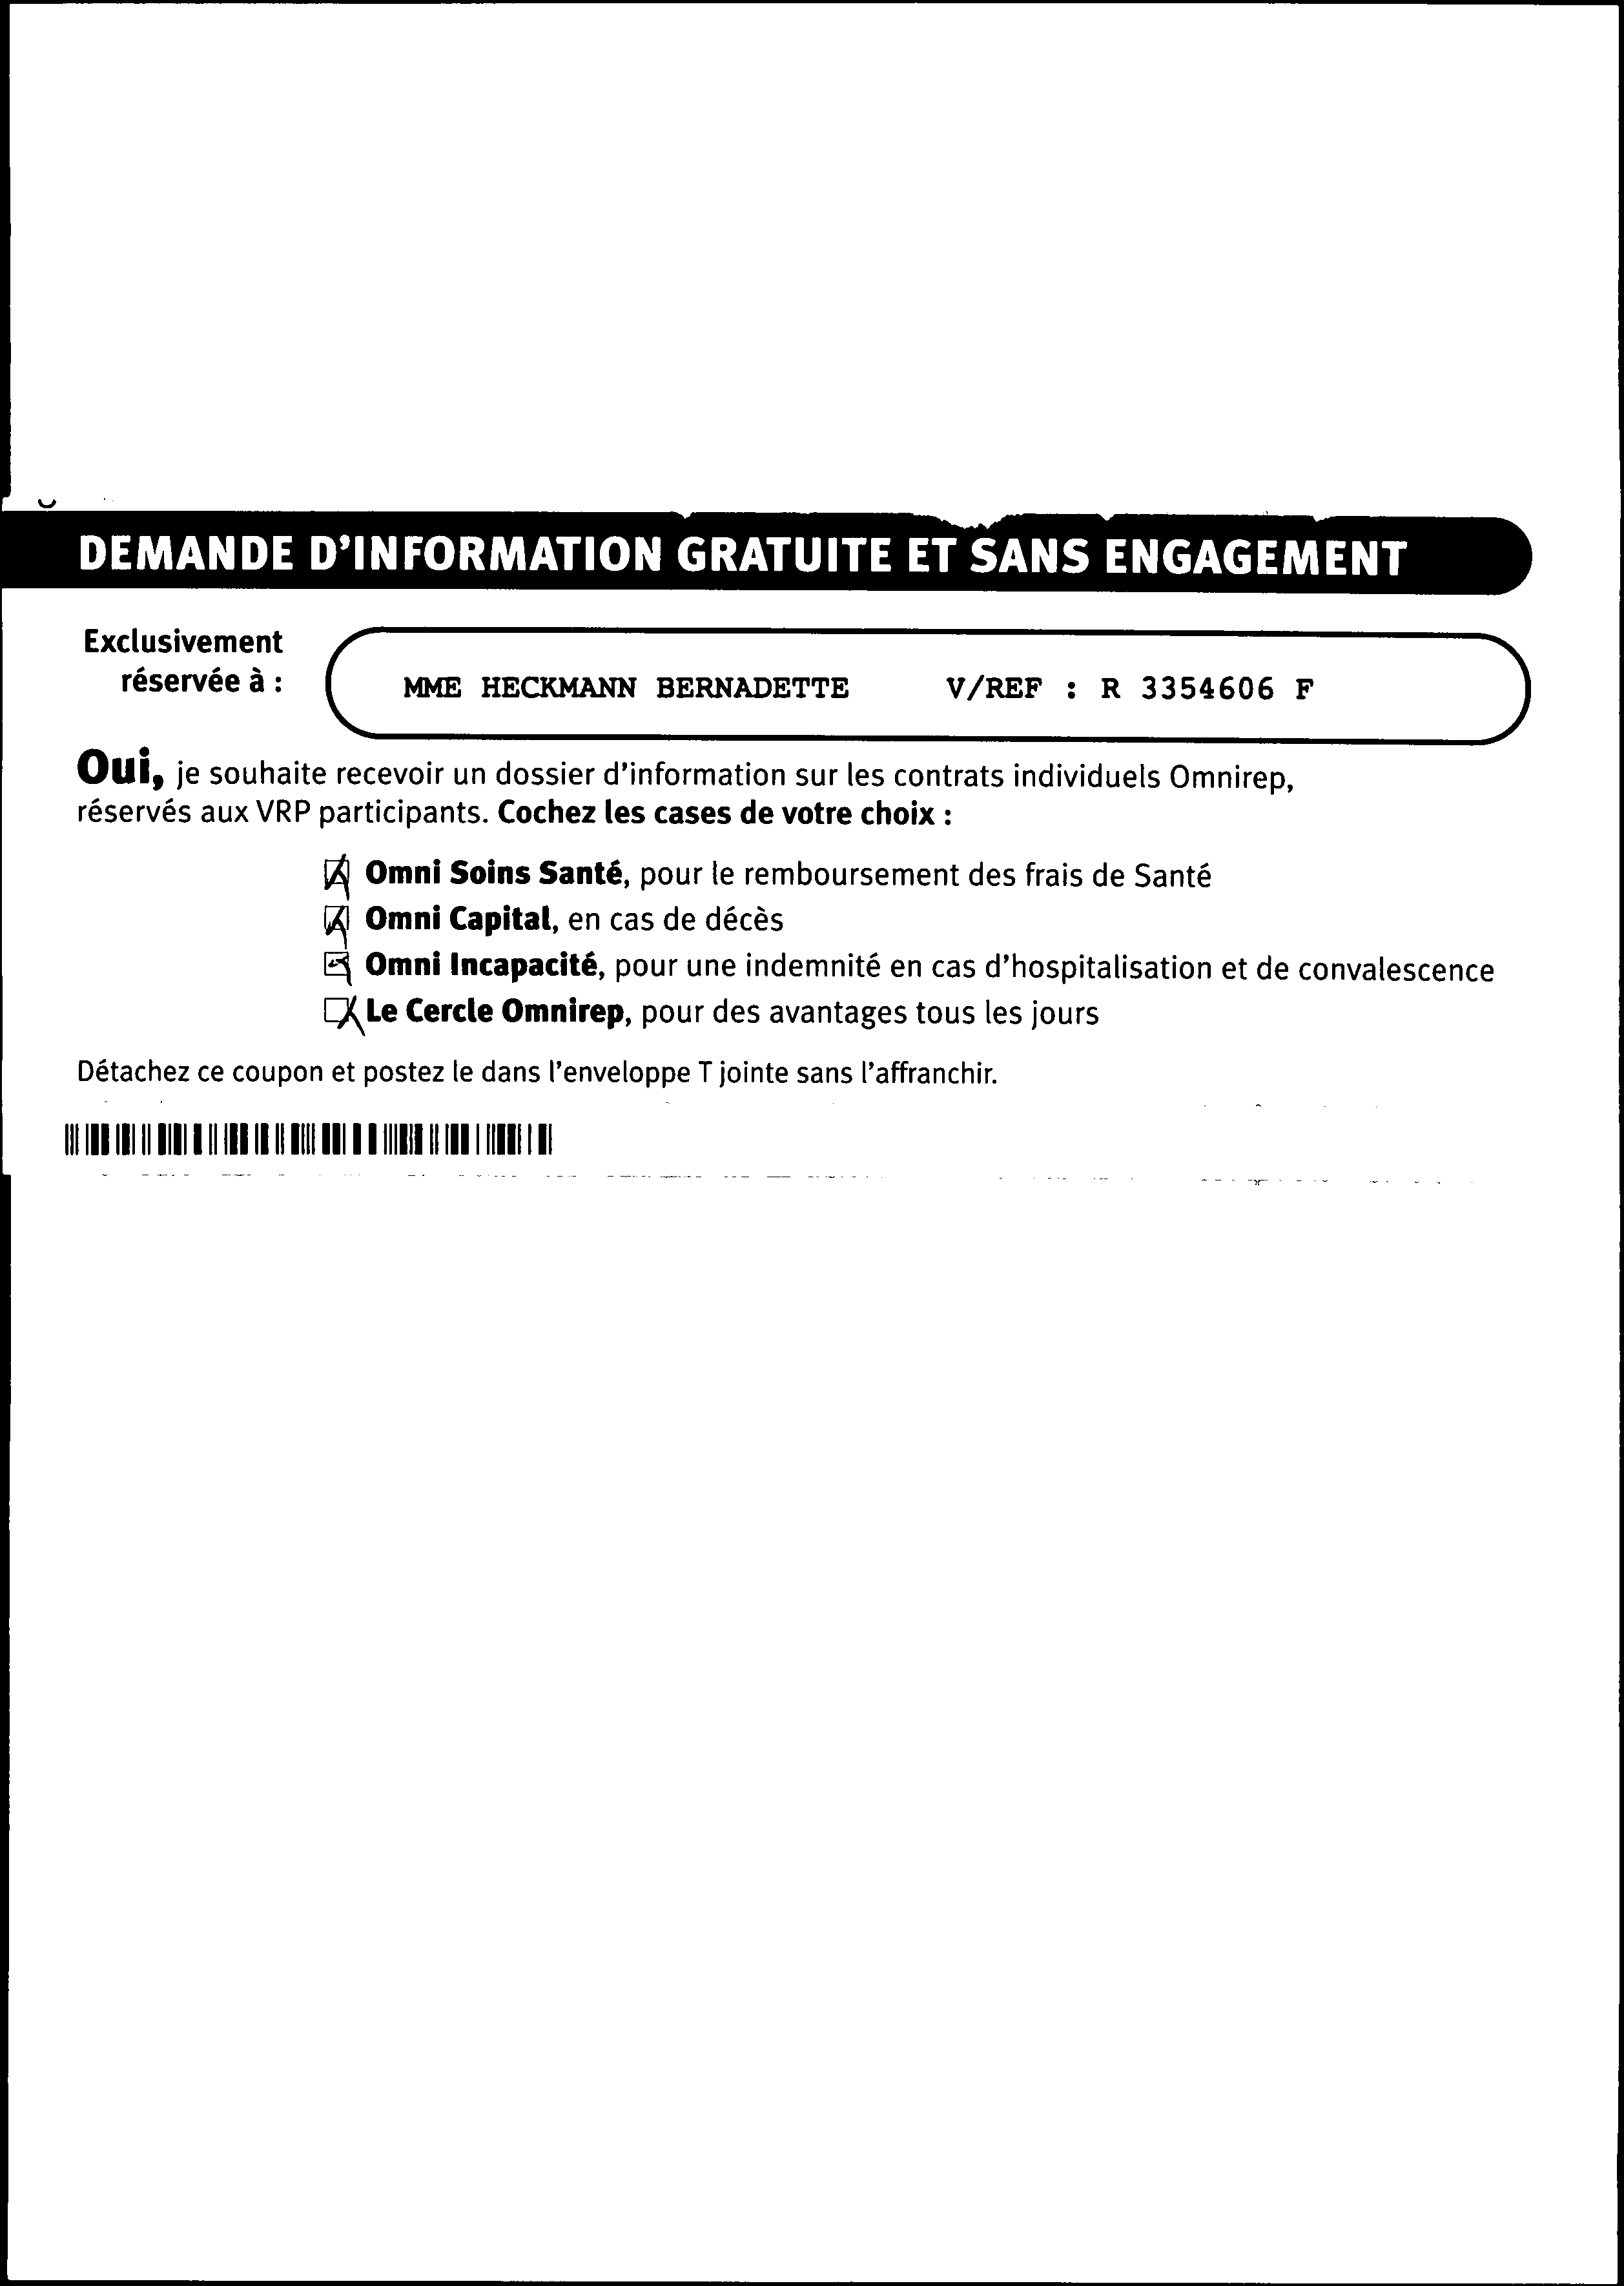 DEMANDE D'INFORMATION GRATUITE ET SANS ENGAGEMENT
Exclusivement
réservée à :
MME HECKMANN BERNADETTE V/REF : R 3354606 F
Oui, je souhaite recevoir un dossier d'information sur les contrats individuels Omnirep,
réservés aux VRP participants. Cochez les cases de votre choix :
Omni Soins Santé, pour le remboursement des frais de Santé
Omni Capital, en cas de décès
Omni Incapacité, pour une indemnité en cas d'hospitalisation et de convalescence
Le Cercle Omnirep, pour des avantages tous les jours
Détachez ce coupon et postez le dans l'enveloppe T jointe sans l'affranchir.